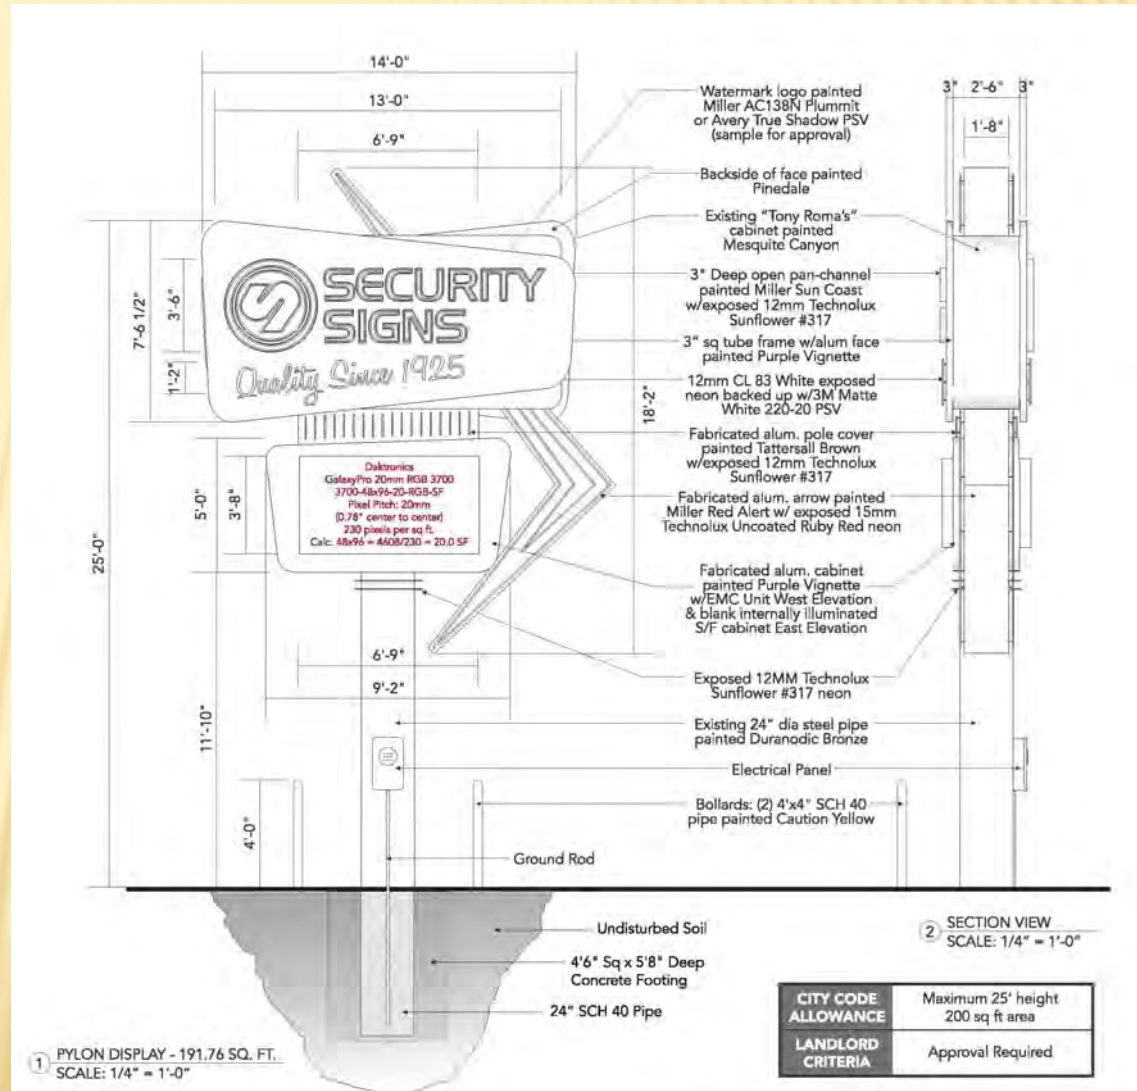 14'-0"
13'-0"
6'-9"
3" 2'-6" 3"
1'-8"
Watermark logo painted
Miller AC138N Plummit
or Avery True Shadow PSV
(sample for approval)
Backside of face painted
Pinedale
Existing "Tony Roma's"
cabinet painted
Mesquite Canyon
3" Deep open pan-channel
painted Miller Sun Coast
w/exposed 12mm Technolux
Sunflower #317
3" sq tube frame w/alum face
painted Purple Vignette
12mm CL 83 White exposed
neon backed up w/3M Matte
White 220-20 PSV
Fabricated alum. pole cover
painted Tattersall Brown
w/exposed 12mm Technolux
Sunflower #317
Fabricated alum. arrow painted
Miller Red Alert w/ exposed 15mm
Technolux Uncoated Ruby Red neon
Fabricated alum. cabinet
painted Purple Vignette
w/EMC Unit West Elevation
& blank internally illuminated
S/F cabinet East Elevation
Exposed 12MM Technolux
Sunflower #317 neon
Existing 24" dia steel pipe
painted Duranodic Bronze
Electrical Panel
Bollards: (2) 4'x4" SCH 40
pipe painted Caution Yellow
SECURITY
SIGNS
Quality Since 1925
7'-6 1/2"
3'-6"
1'-2"
18'-2"
25'-0"
5'-0"
3'-8"
Daktronics
GalaxyPro 20mm RGB 3700
3700-48x96-20-RGB-SF
Pixel Pitch: 20mm
(0.78" center to center)
230 pixels per sq ft.
Calc: 48x96 = 4608/230 = 20.0 SF
6'-9"
9'-2"
11'-10"
4'-0"
Ground Rod
Undisturbed Soil
4'6" Sq x 5'8" Deep
Concrete Footing
24" SCH 40 Pipe
1 PYLON DISPLAY - 191.76 SQ. FT.
SCALE: 1/4" = 1'-0"
2 SECTION VIEW
SCALE: 1/4" = 1'-0"
CITY CODE ALLOWANCE
Maximum 25' height
200 sq ft area
LANDLORD CRITERIA
Approval Required